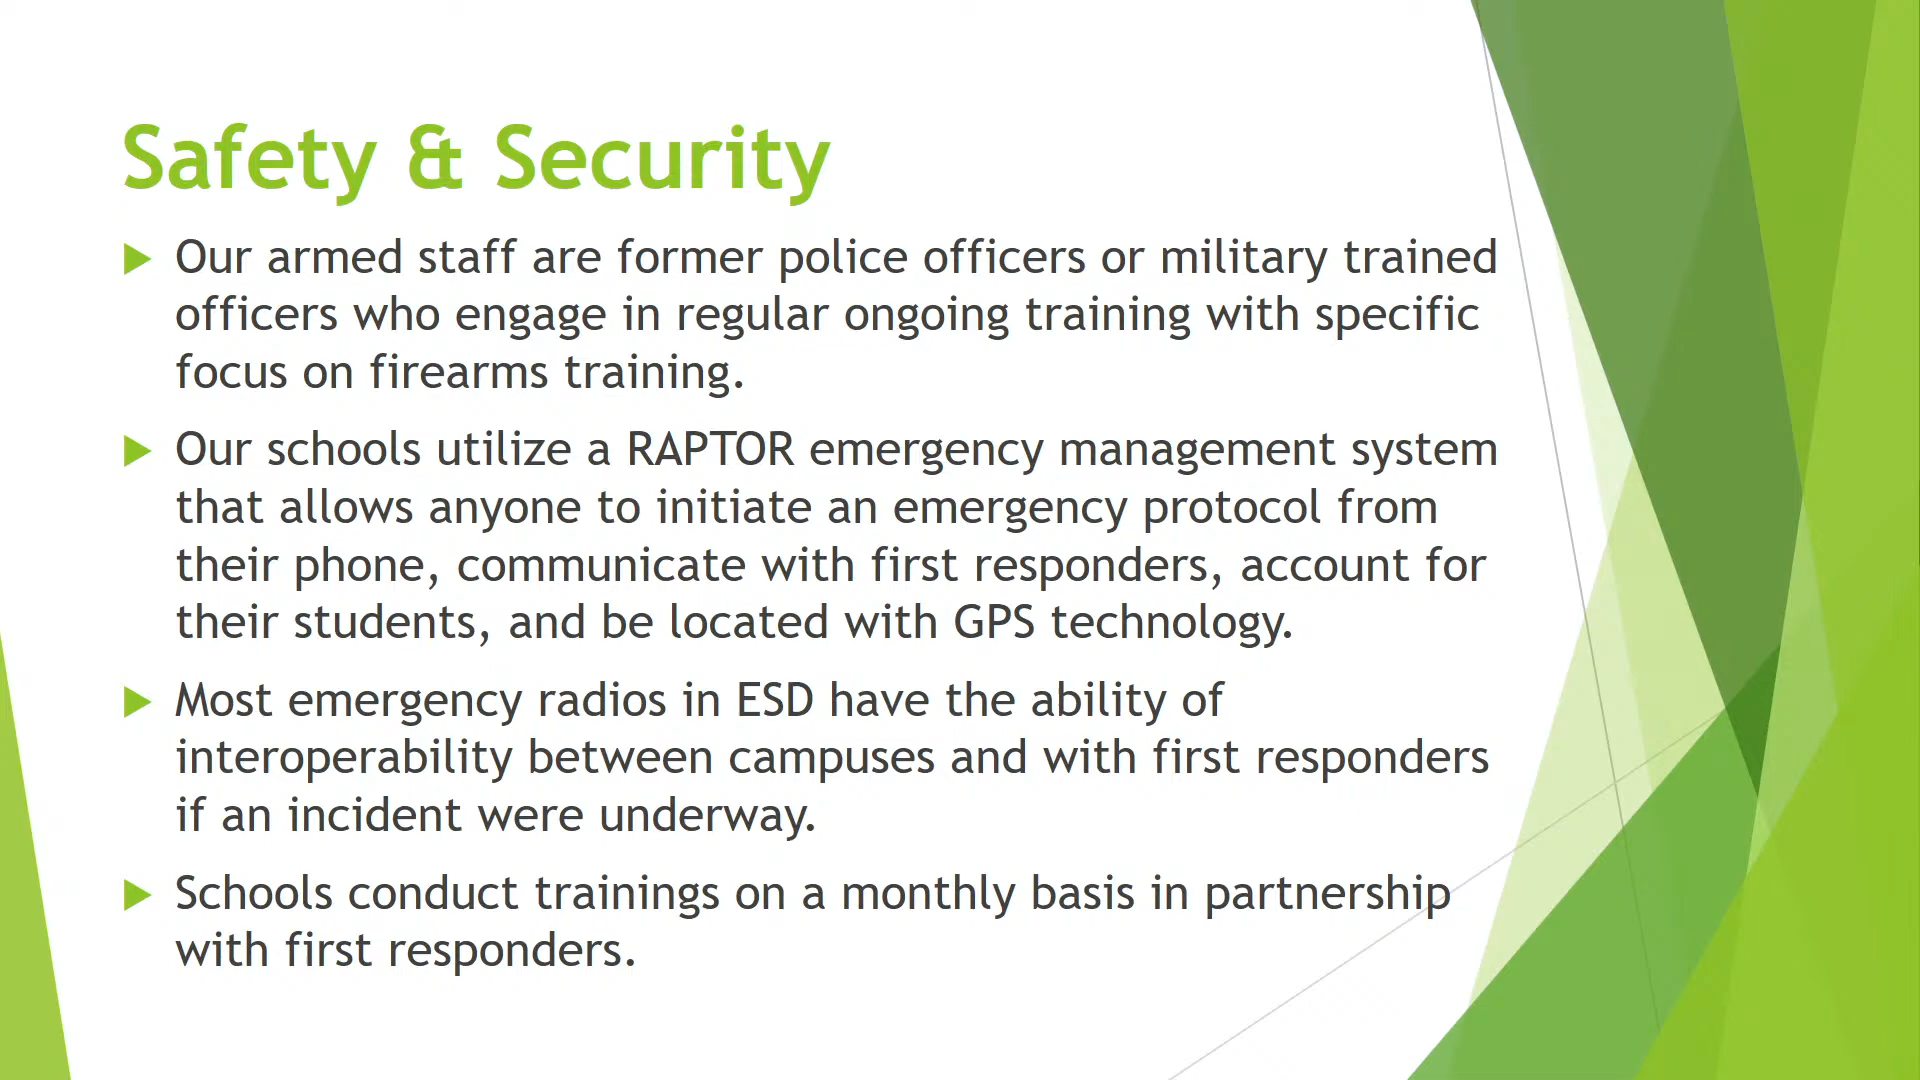 Safety & Security
Our armed staff are former police officers or military trained
officers who engage in regular ongoing training with specific
focus on firearms training.
Our schools utilize a RAPTOR emergency management system
that allows anyone to initiate an emergency protocol from
their phone, communicate with first responders, account for
their students, and be located with GPS technology.
Most emergency radios in ESD have the ability of
interoperability between campuses and with first responders
if an incident were underway.
Schools conduct trainings on a monthly basis in partnership
with first responders.